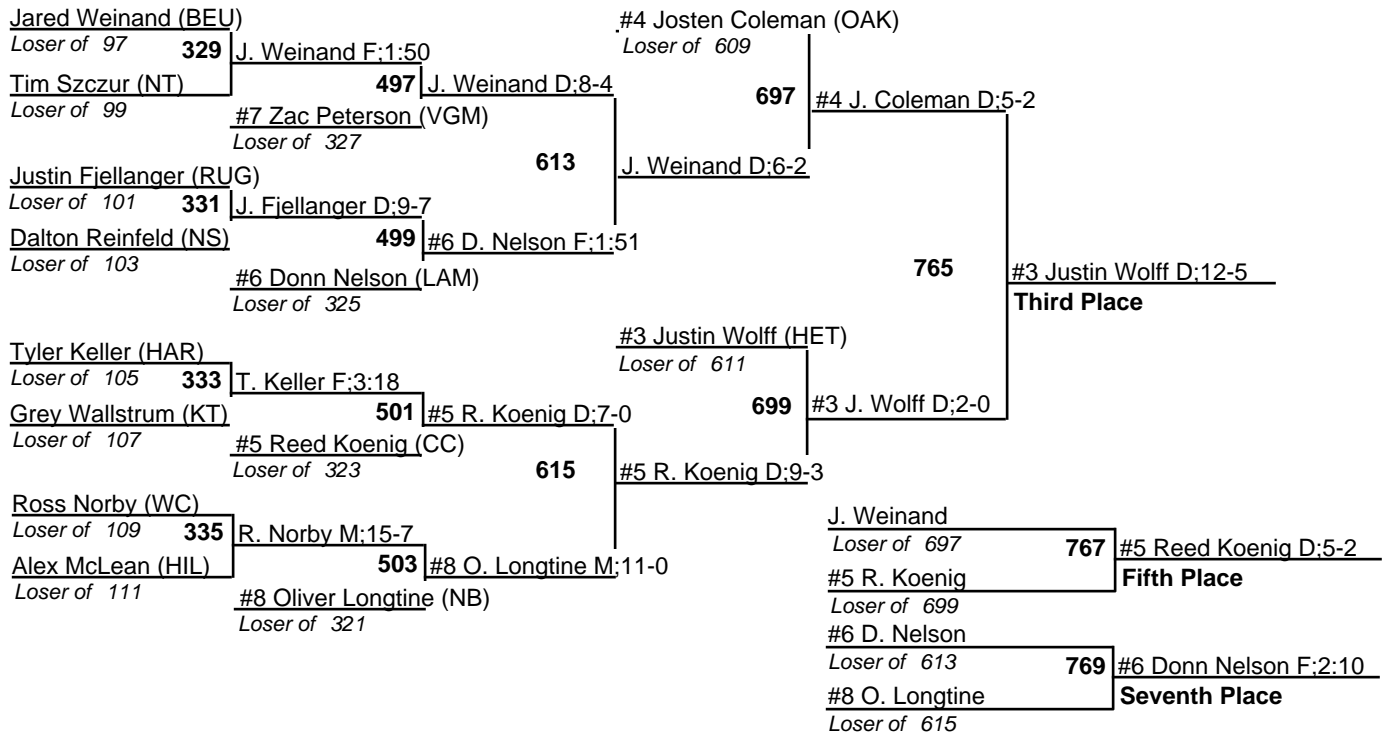 Jared Weinand (BEU)
Loser of 97
329
J. Weinand F;1:50
Tim Szczur (NT)
Loser of 99
497
J. Weinand D;8-4
#7 Zac Peterson (VGM)
Loser of 327
613
J. Weinand D;6-2
Justin Fjellanger (RUG)
Loser of 101
331
J. Fjellanger D;9-7
Dalton Reinfeld (NS)
Loser of 103
499
#6 D. Nelson F;1:51
#6 Donn Nelson (LAM)
Loser of 325
#4 Josten Coleman (OAK)
Loser of 609
697
#4 J. Coleman D;5-2
765
#3 Justin Wolff D;12-5
Third Place
Tyler Keller (HAR)
Loser of 105
333
T. Keller F;3:18
Grey Wallstrum (KT)
Loser of 107
501
#5 R. Koenig D;7-0
#5 Reed Koenig (CC)
Loser of 323
615
#5 R. Koenig D;9-3
#3 Justin Wolff (HET)
Loser of 611
699
#3 J. Wolff D;2-0
Ross Norby (WC)
Loser of 109
335
R. Norby M;15-7
Alex McLean (HIL)
Loser of 111
503
#8 O. Longtine M;11-0
#8 Oliver Longtine (NB)
Loser of 321
J. Weinand
Loser of 697
767
#5 Reed Koenig D;5-2
Fifth Place
#5 R. Koenig
Loser of 699
#6 D. Nelson
Loser of 613
769
#6 Donn Nelson F;2:10
Seventh Place
#8 O. Longtine
Loser of 615